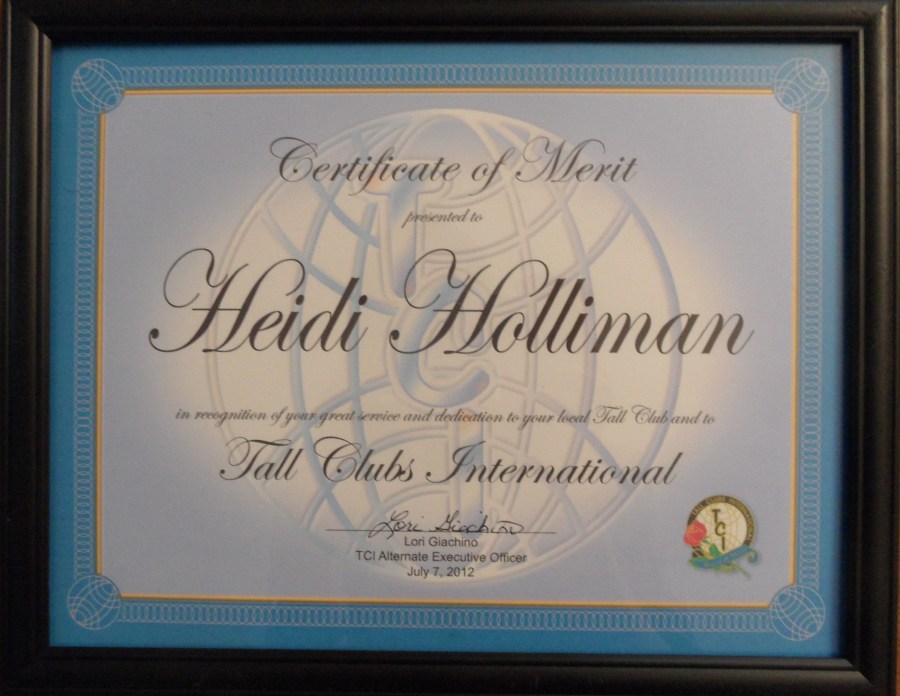 Certificate of Merit
presented to
Heidi Holliman
in recognition of your great service and dedication to your local Tall Club and to
Tall Clubs International
Lori Giachino
Lori Giachino
TCI Alternate Executive Officer
July 7, 2012
TCI
TCI